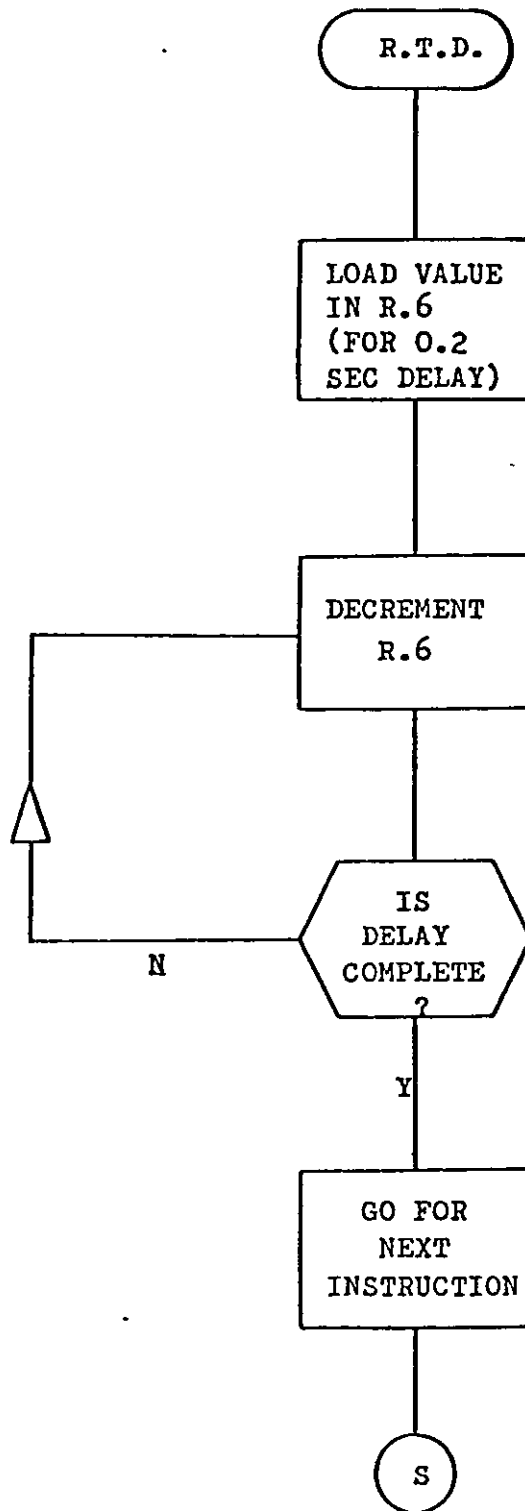 R.T.D.
LOAD VALUE
IN R.6
(FOR 0.2
SEC DELAY)
DECREMENT
R.6
IS
DELAY
COMPLETE
?
N
Y
GO FOR
NEXT
INSTRUCTION
S